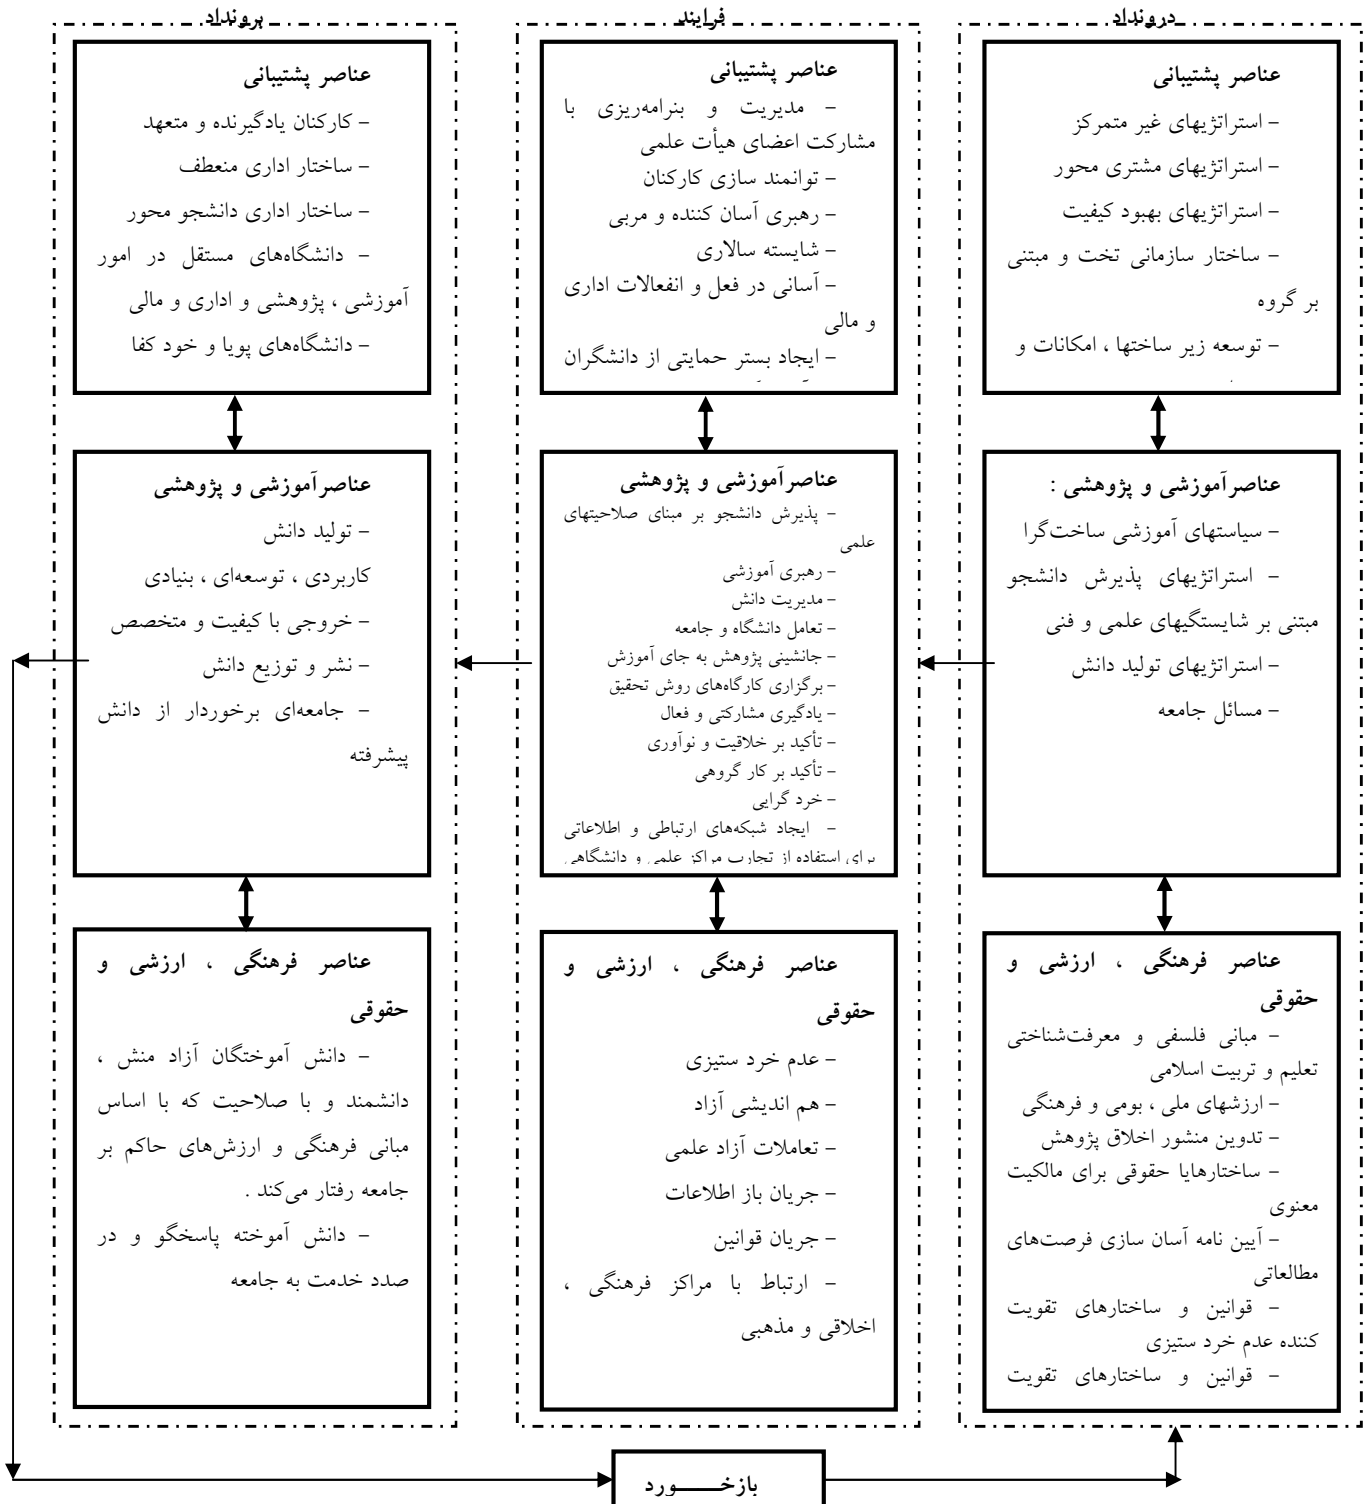 درونداد
عناصر پشتیبانی
- استراتژیهای غیر متمرکز
- استراتژیهای مشتری محور
- استراتژیهای بهبود کیفیت
- ساختار سازمانی تخت و مبتنی
بر گروه
- توسعه زیر ساختها ، امکانات و
عناصرآموزشی و پژوهشی :
- سیاستهای آموزشی ساخت‌گرا
- استراتژیهای پذیرش دانشجو
مبتنی بر شایستگیهای علمی و فنی
- استراتژیهای تولید دانش
- مسائل جامعه
عناصر فرهنگی ، ارزشی و
حقوقی
- مبانی فلسفی و معرفت‌شناختی
تعلیم و تربیت اسلامی
- ارزشهای ملی ، بومی و فرهنگی
- تدوین منشور اخلاق پژوهش
- ساختارهایا حقوقی برای مالکیت
معنوی
- آیین نامه آسان سازی فرصت‌های
مطالعاتی
- قوانین و ساختارهای تقویت
کننده عدم خرد ستیزی
- قوانین و ساختارهای تقویت
فرایند
عناصر پشتیبانی
- مدیریت و بنرامه‌ریزی با
مشارکت اعضای هیأت علمی
- توانمند سازی کارکنان
- رهبری آسان کننده و مربی
- شایسته سالاری
- آسانی در فعل و انفعالات اداری
و مالی
- ایجاد بستر حمایتی از دانشگران
عناصرآموزشی و پژوهشی
- پذیرش دانشجو بر مبنای صلاحیتهای
علمی
- رهبری آموزشی
- مدیریت دانش
- تعامل دانشگاه و جامعه
- جانشینی پژوهش به جای آموزش
- برگزاری کارگاه‌های روش تحقیق
- یادگیری مشارکتی و فعال
- تأکید بر خلاقیت و نوآوری
- تأکید بر کار گروهی
- خرد گرایی
- ایجاد شبکه‌های ارتباطی و اطلاعاتی
برای استفاده از تجارب مراکز علمی و دانشگاهی
عناصر فرهنگی ، ارزشی و
حقوقی
- عدم خرد ستیزی
- هم اندیشی آزاد
- تعاملات آزاد علمی
- جریان باز اطلاعات
- جریان قوانین
- ارتباط با مراکز فرهنگی ،
اخلاقی و مذهبی
برونداد
عناصر پشتیبانی
- کارکنان یادگیرنده و متعهد
- ساختار اداری منعطف
- ساختار اداری دانشجو محور
- دانشگاه‌های مستقل در امور
آموزشی ، پژوهشی و اداری و مالی
- دانشگاه‌های پویا و خود کفا
عناصرآموزشی و پژوهشی
- تولید دانش
کاربردی ، توسعه‌ای ، بنیادی
- خروجی با کیفیت و متخصص
- نشر و توزیع دانش
- جامعه‌ای برخوردار از دانش
پیشرفته
عناصر فرهنگی ، ارزشی و
حقوقی
- دانش آموختگان آزاد منش ،
دانشمند و با صلاحیت که با اساس
مبانی فرهنگی و ارزش‌های حاکم بر
جامعه رفتار می‌کند .
- دانش آموخته پاسخگو و در
صدد خدمت به جامعه
بازخــــــورد